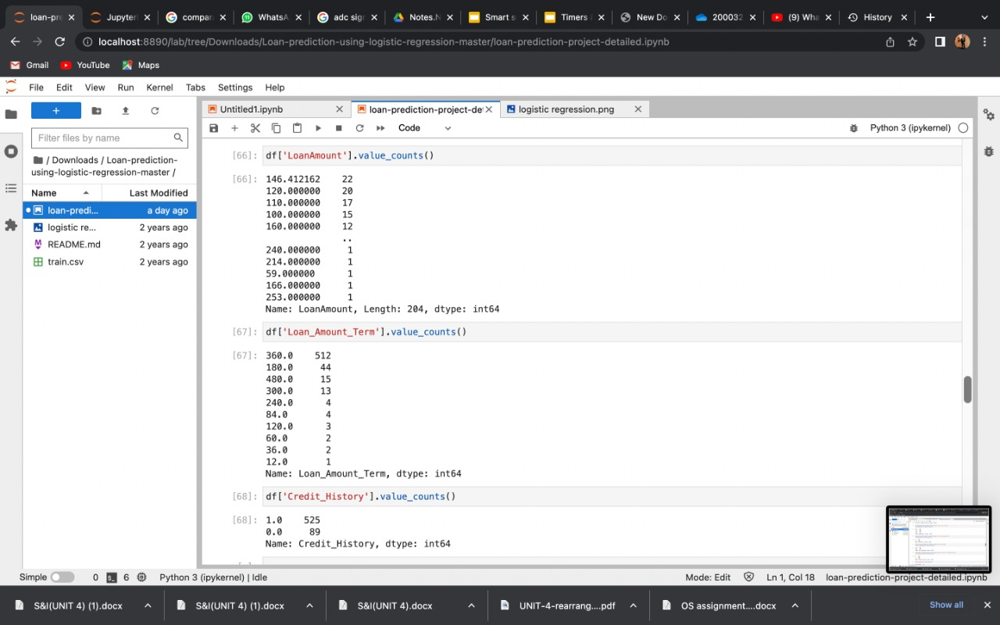 loan-pre
Jupyter
compar
WhatsA
adc sig
Notes.N
Smart s
Timers &
New Do
200032
(9) Wha
History
localhost:8890/lab/tree/Downloads/Loan-prediction-using-logistic-regression-master/loan-prediction-project-detailed.ipynb
Gmail YouTube Maps
File Edit View Run Kernel Tabs Settings Help
Untitled1.ipynb
loan-prediction-project-de
logistic regression.png
Code
Python 3 (ipykernel)
Filter files by name
/ Downloads / Loan-prediction-
using-logistic-regression-master /
Name Last Modified
loan-predi... a day ago
logistic re... 2 years ago
README.md 2 years ago
train.csv 2 years ago
[66]: df['LoanAmount'].value_counts()
[66]: 146.412162 22
120.000000 20
110.000000 17
100.000000 15
160.000000 12
..
240.000000 1
214.000000 1
59.000000 1
166.000000 1
253.000000 1
Name: LoanAmount, Length: 204, dtype: int64
[67]: df['Loan_Amount_Term'].value_counts()
[67]: 360.0 512
180.0 44
480.0 15
300.0 13
240.0 4
84.0 4
120.0 3
60.0 2
36.0 2
12.0 1
Name: Loan_Amount_Term, dtype: int64
[68]: df['Credit_History'].value_counts()
[68]: 1.0 525
0.0 89
Name: Credit_History, dtype: int64
Simple 0 6 Python 3 (ipykernel) | Idle
Mode: Edit Ln 1, Col 18 loan-prediction-project-detailed.ipynb
S&I(UNIT 4) (1).docx
S&I(UNIT 4) (1).docx
S&I(UNIT 4).docx
UNIT-4-rearrang....pdf
OS assignment....docx
Show all